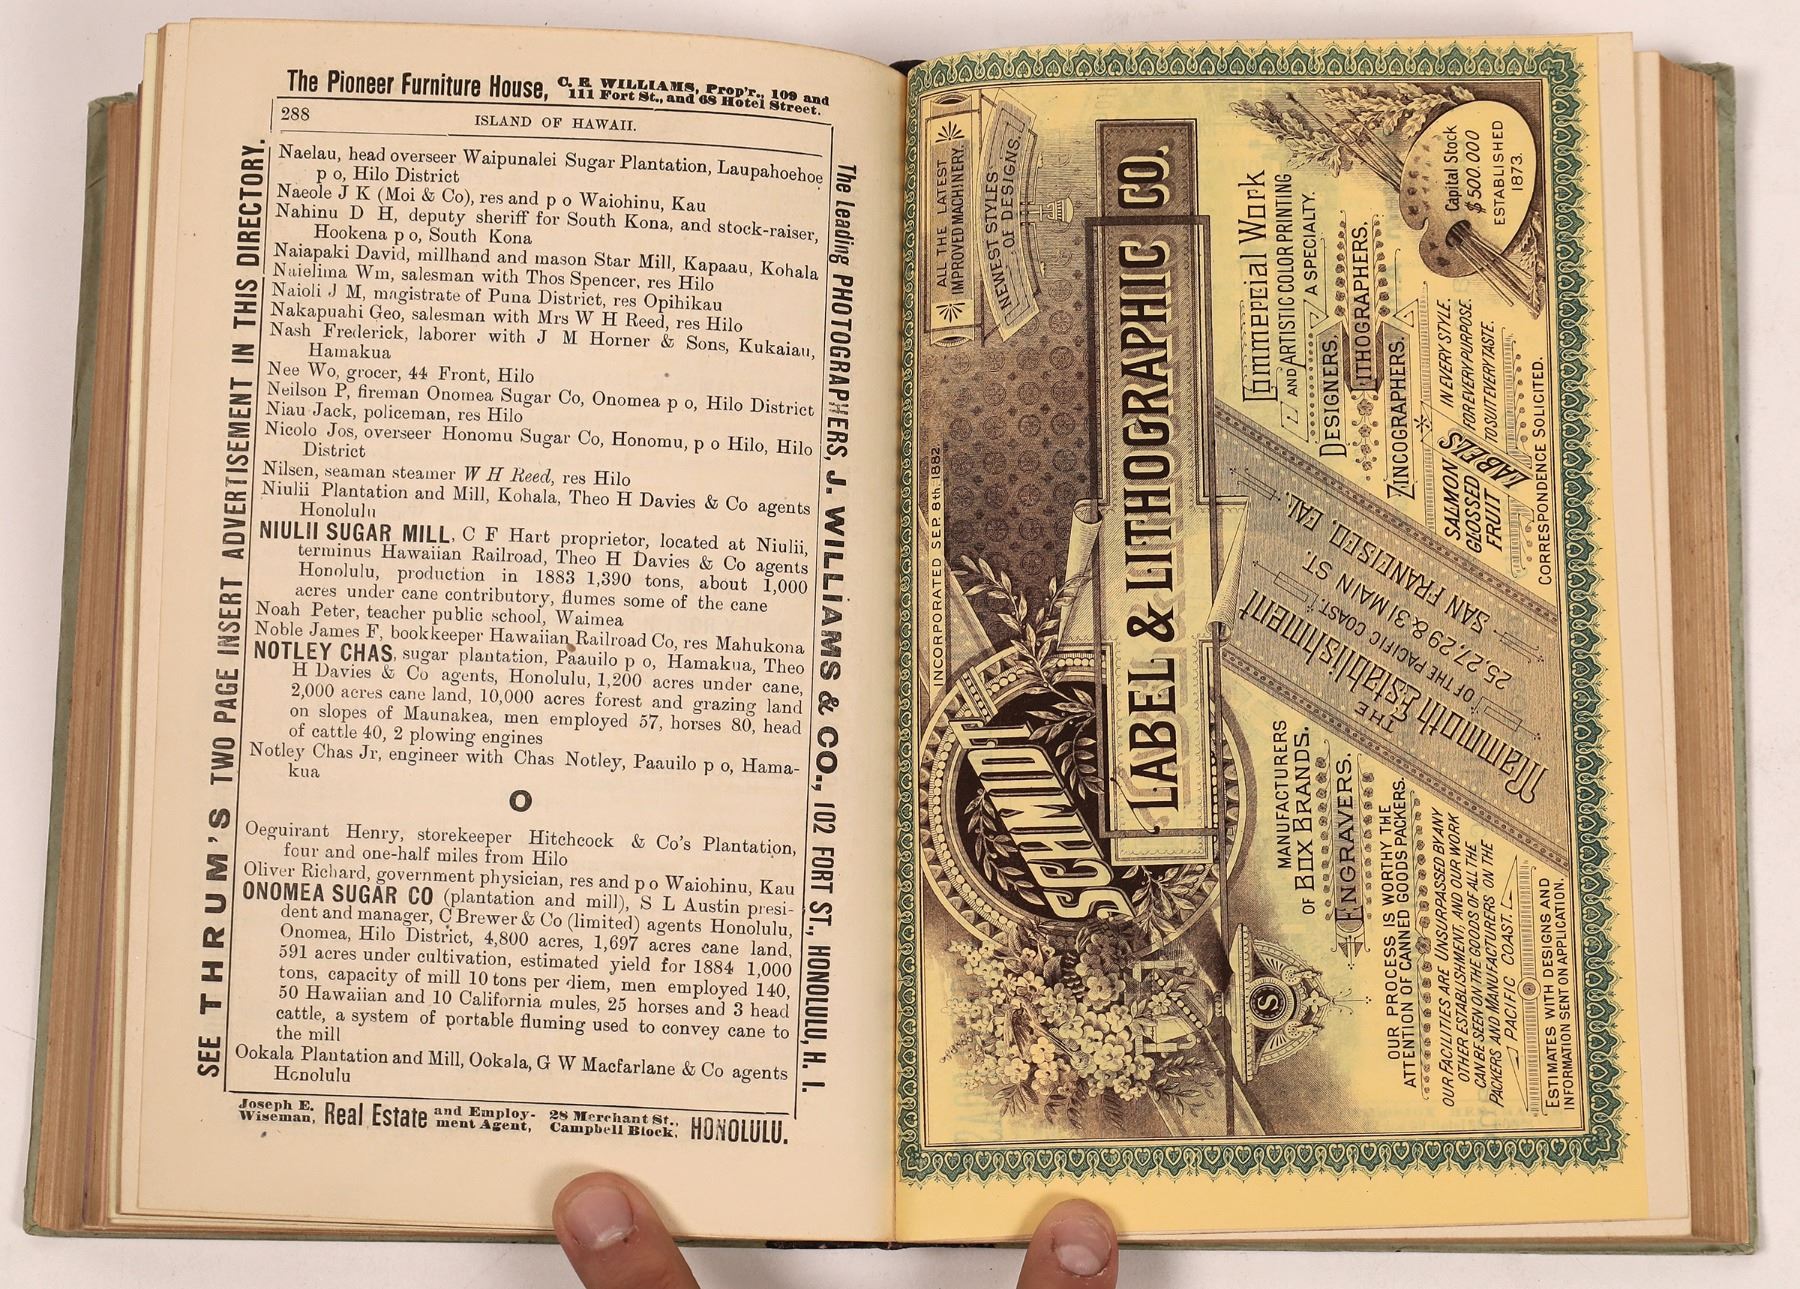 The Pioneer Furniture House, C. E. WILLIAMS, Prop'r., 109 and
111 Fort St., and 68 Hotel Street.
288
ISLAND OF HAWAII.
SEE THRUM'S TWO PAGE INSERT ADVERTISEMENT IN THIS DIRECTORY.
Naelau, head overseer Waipunalei Sugar Plantation, Laupahoehoe
p o, Hilo District
Naeole J K (Moi & Co), res and p o Waiohinu, Kau
Nahinu D H, deputy sheriff for South Kona, and stock-raiser,
Hookena p o, South Kona
Naiapaki David, millhand and mason Star Mill, Kapaau, Kohala
Naielima Wm, salesman with Thos Spencer, res Hilo
Naioli J M, magistrate of Puna District, res Opihikau
Nakapuahi Geo, salesman with Mrs W H Reed, res Hilo
Nash Frederick, laborer with J M Horner & Sons, Kukaiau,
Hamakua
Nee Wo, grocer, 44 Front, Hilo
Neilson P, fireman Onomea Sugar Co, Onomea p o, Hilo District
Niau Jack, policeman, res Hilo
Nicolo Jos, overseer Honomu Sugar Co, Honomu, p o Hilo, Hilo
District
Nilsen, seaman steamer W H Reed, res Hilo
Niulii Plantation and Mill, Kohala, Theo H Davies & Co agents
Honolulu
NIULII SUGAR MILL, C F Hart proprietor, located at Niulii,
terminus Hawaiian Railroad, Theo H Davies & Co agents
Honolulu, production in 1883 1,390 tons, about 1,000
acres under cane contributory, flumes some of the cane
Noah Peter, teacher public school, Waimea
Noble James F, bookkeeper Hawaiian Railroad Co, res Mahukona
NOTLEY CHAS, sugar plantation, Paauilo p o, Hamakua, Theo
H Davies & Co agents, Honolulu, 1,200 acres under cane,
2,000 acres cane land, 10,000 acres forest and grazing land
on slopes of Maunakea, men employed 57, horses 80, head
of cattle 40, 2 plowing engines
Notley Chas Jr, engineer with Chas Notley, Paauilo p o, Hama-
kua
O
Oeguirant Henry, storekeeper Hitchcock & Co's Plantation,
four and one-half miles from Hilo
Oliver Richard, government physician, res and p o Waiohinu, Kau
ONOMEA SUGAR CO (plantation and mill), S L Austin presi-
dent and manager, C Brewer & Co (limited) agents Honolulu,
Onomea, Hilo District, 4,800 acres, 1,697 acres cane land,
591 acres under cultivation, estimated yield for 1884 1,000
tons, capacity of mill 10 tons per diem, men employed 140,
50 Hawaiian and 10 California mules, 25 horses and 3 head
cattle, a system of portable fluming used to convey cane to
the mill
Ookala Plantation and Mill, Ookala, G W Macfarlane & Co agents
Honolulu
The leading PHOTOGRAPHERS, J. WILLIAMS & CO., 102 FORT ST., HONOLULU, H. I.
Joseph E. Wiseman, Real Estate and Employ-ment Agent, 28 Merchant St., Campbell Block, HONOLULU.
INCORPORATED SEP. 8th 1882.
ALL THE LATEST
IMPROVED MACHINERY.
NEWEST STYLES
OF DESIGNS.
SCHMIDT
LABEL & LITHOGRAPHIC CO.
S
MANUFACTURERS
OF BOX BRANDS.
ENGRAVERS.
OUR PROCESS IS WORTHY THE
ATTENTION OF CANNED GOODS PACKERS
OUR FACILITIES ARE UNSURPASSED BY ANY
OTHER ESTABLISHMENT, AND OUR WORK
CAN BE SEEN ON THE GOODS OF ALL THE
PACKERS AND MANUFACTURERS ON THE
PACIFIC COAST.
ESTIMATES WITH DESIGNS AND
INFORMATION SENT ON APPLICATION.
THE
Mammoth Establishment
OF THE PACIFIC COAST.
25, 27, 29 & 31 MAIN ST.
SAN FRANCISCO, CAL.
Commercial Work
AND ARTISTIC COLOR PRINTING
A SPECIALTY.
DESIGNERS.
LITHOGRAPHERS.
ZINCOGRAPHERS.
SALMON
GLOSSED
FRUIT
LABELS
IN EVERY STYLE.
FOR EVERY PURPOSE.
TO SUIT EVERY TASTE.
CORRESPONDENCE SOLICITED.
Capital Stock
$500.000
ESTABLISHED
1873.